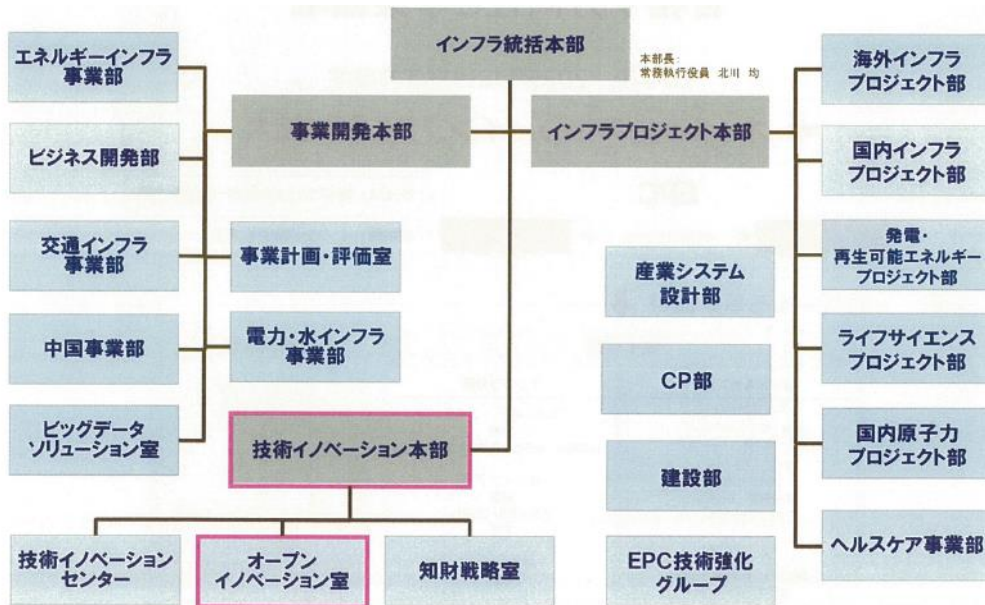 インフラ統括本部
本部長：
常務執行役員 北川 均
事業開発本部
インフラプロジェクト本部
エネルギーインフラ
事業部
ビジネス開発部
交通インフラ
事業部
中国事業部
ビッグデータ
ソリューション室
事業計画・評価室
電力・水インフラ
事業部
技術イノベーション本部
技術イノベーション
センター
オープン
イノベーション室
知財戦略室
産業システム
設計部
CP部
建設部
EPC技術強化
グループ
海外インフラ
プロジェクト部
国内インフラ
プロジェクト部
発電・
再生可能エネルギー
プロジェクト部
ライフサイエンス
プロジェクト部
国内原子力
プロジェクト部
ヘルスケア事業部